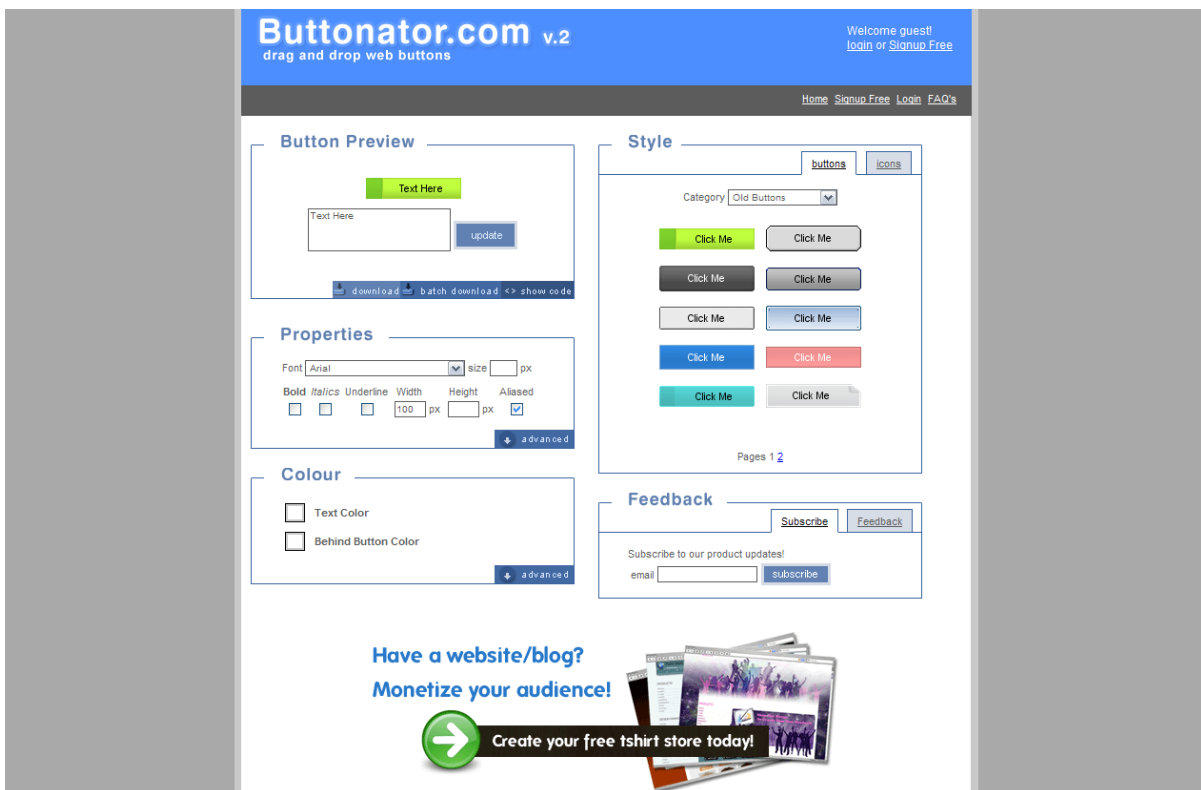 Buttonator.com v.2
drag and drop web buttons
Welcome guest!
login or Signup Free
Home Signup Free Login FAQ's
Button Preview
Text Here
Text Here
update
download batch download <> show code
Properties
Font Arial size px
Bold Italics Underline Width Height Aliased
100 px px
advanced
Colour
Text Color
Behind Button Color
advanced
Style
buttons icons
Category Old Buttons
Click Me Click Me
Click Me Click Me
Click Me Click Me
Click Me Click Me
Click Me Click Me
Pages 1 2
Feedback
Subscribe Feedback
Subscribe to our product updates!
email subscribe
Have a website/blog?
Monetize your audience!
Create your free tshirt store today!